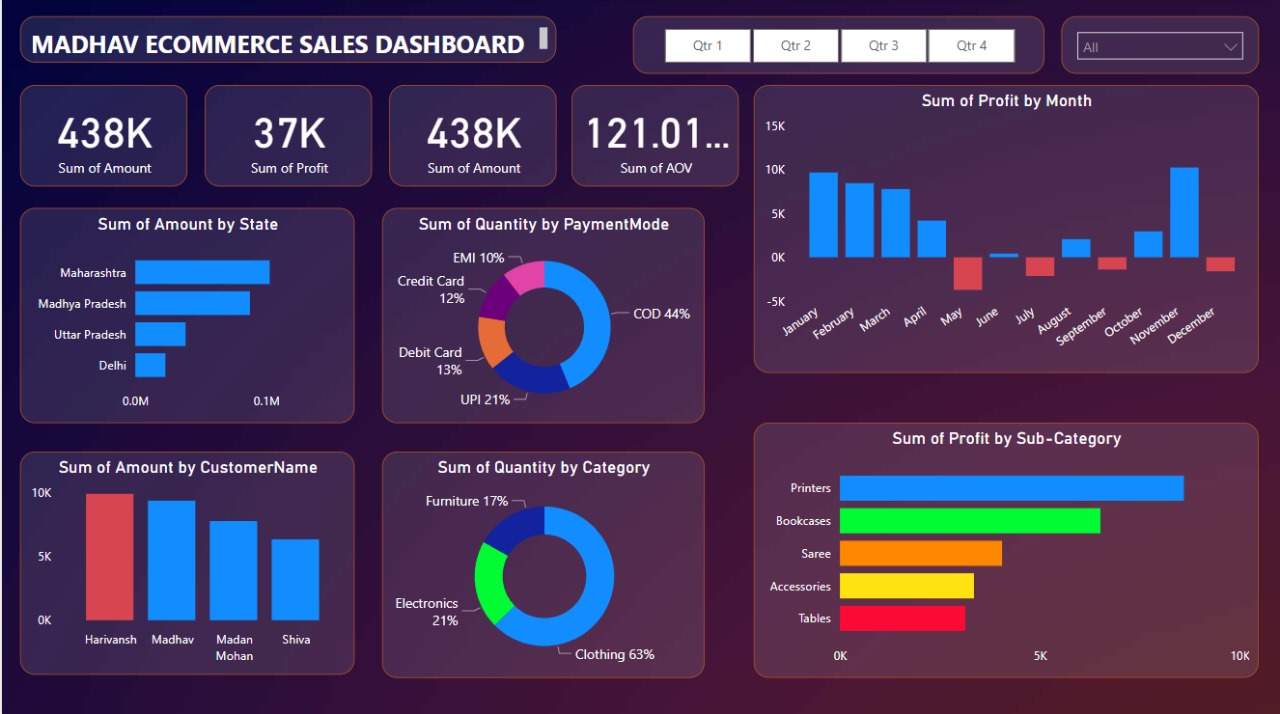 MADHAV ECOMMERCE SALES DASHBOARD
Qtr 1 Qtr 2 Qtr 3 Qtr 4
All
438K
Sum of Amount
37K
Sum of Profit
438K
Sum of Amount
121.01...
Sum of AOV
Sum of Profit by Month
15K
10K
5K
0K
-5K
January
February
March
April
May
June
July
August
September
October
November
December
Sum of Amount by State
Maharashtra
Madhya Pradesh
Uttar Pradesh
Delhi
0.0M 0.1M
Sum of Quantity by PaymentMode
EMI 10%
Credit Card
12%
COD 44%
Debit Card
13%
UPI 21%
Sum of Amount by CustomerName
10K
5K
0K
Harivansh Madhav Madan Shiva
Mohan
Sum of Quantity by Category
Furniture 17%
Electronics
21%
Clothing 63%
Sum of Profit by Sub-Category
Printers
Bookcases
Saree
Accessories
Tables
0K 5K 10K